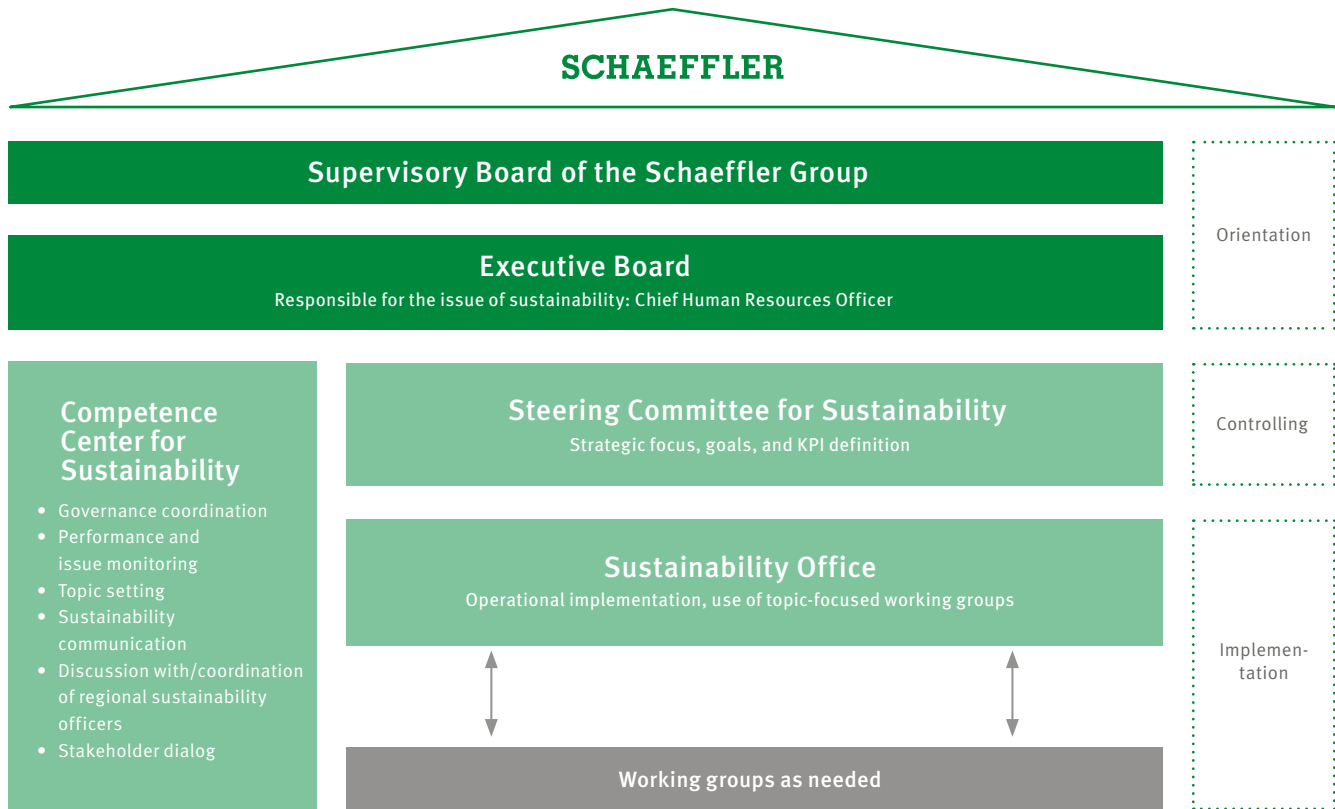 SCHAEFFLER
Supervisory Board of the Schaeffler Group
Orientation
Executive Board
Responsible for the issue of sustainability: Chief Human Resources Officer
Competence
Center for
Sustainability
• Governance coordination
• Performance and
issue monitoring
• Topic setting
• Sustainability
communication
• Discussion with/coordination
of regional sustainability
officers
• Stakeholder dialog
Steering Committee for Sustainability
Strategic focus, goals, and KPI definition
Controlling
Sustainability Office
Operational implementation, use of topic-focused working groups
Implemen-
tation
Working groups as needed